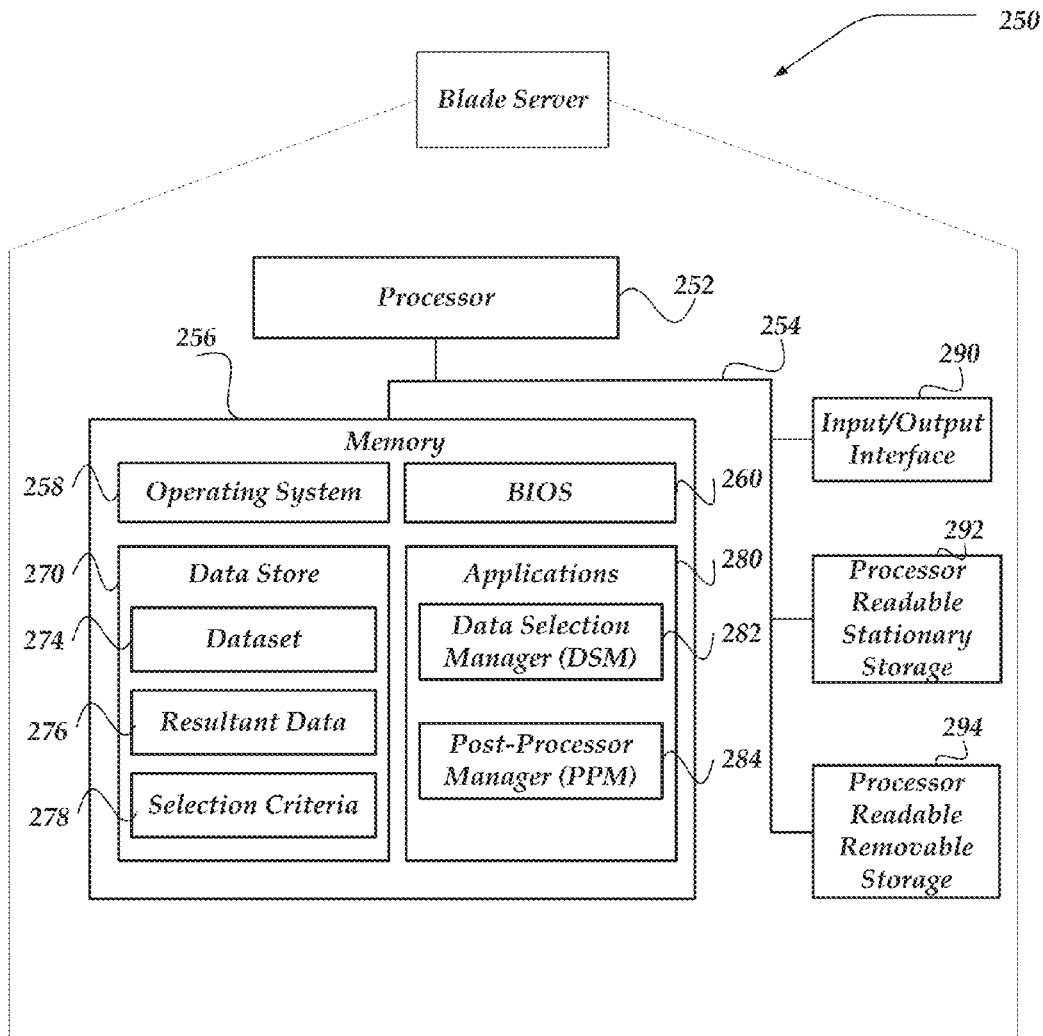 250
Blade Server
Processor
252
256
254
290
Memory
Input/Output
Interface
258
Operating System
BIOS
260
270
Data Store
Applications
280
292
Processor
Readable
Stationary
Storage
274
Dataset
Data Selection
Manager (DSM)
282
276
Resultant Data
Post-Processor
Manager (PPM)
284
294
278
Selection Criteria
Processor
Readable
Removable
Storage